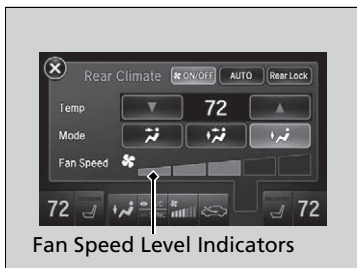 Rear Climate ON/OFF AUTO Rear Lock
Temp ▼ 72 ▲
Mode
Fan Speed
72 72
Fan Speed Level Indicators